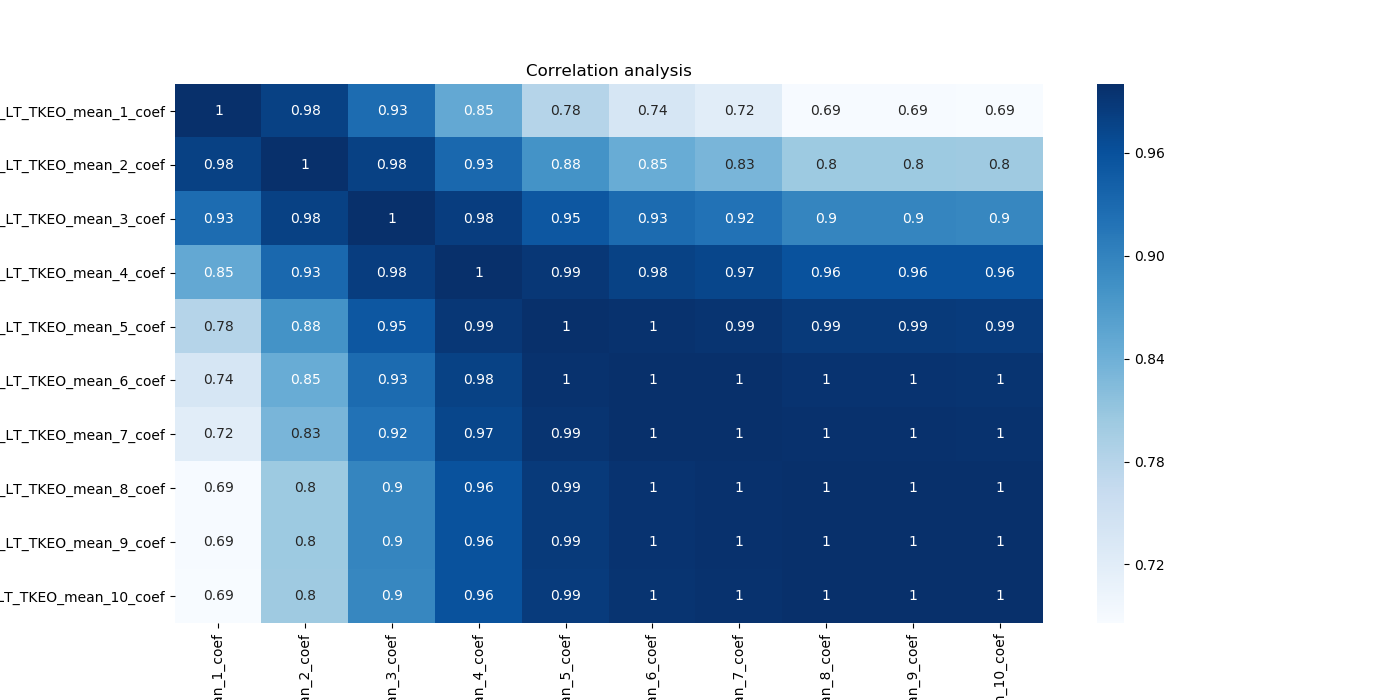 Correlation analysis
_LT_TKEO_mean_1_coef 1 0.98 0.93 0.85 0.78 0.74 0.72 0.69 0.69 0.69
_LT_TKEO_mean_2_coef 0.98 1 0.98 0.93 0.88 0.85 0.83 0.8 0.8 0.8
_LT_TKEO_mean_3_coef 0.93 0.98 1 0.98 0.95 0.93 0.92 0.9 0.9 0.9
_LT_TKEO_mean_4_coef 0.85 0.93 0.98 1 0.99 0.98 0.97 0.96 0.96 0.96
_LT_TKEO_mean_5_coef 0.78 0.88 0.95 0.99 1 1 0.99 0.99 0.99 0.99
_LT_TKEO_mean_6_coef 0.74 0.85 0.93 0.98 1 1 1 1 1 1
_LT_TKEO_mean_7_coef 0.72 0.83 0.92 0.97 0.99 1 1 1 1 1
_LT_TKEO_mean_8_coef 0.69 0.8 0.9 0.96 0.99 1 1 1 1 1
_LT_TKEO_mean_9_coef 0.69 0.8 0.9 0.96 0.99 1 1 1 1 1
LT_TKEO_mean_10_coef 0.69 0.8 0.9 0.96 0.99 1 1 1 1 1
an_1_coef
an_2_coef
an_3_coef
an_4_coef
an_5_coef
an_6_coef
an_7_coef
an_8_coef
an_9_coef
n_10_coef
0.96
0.90
0.84
0.78
0.72